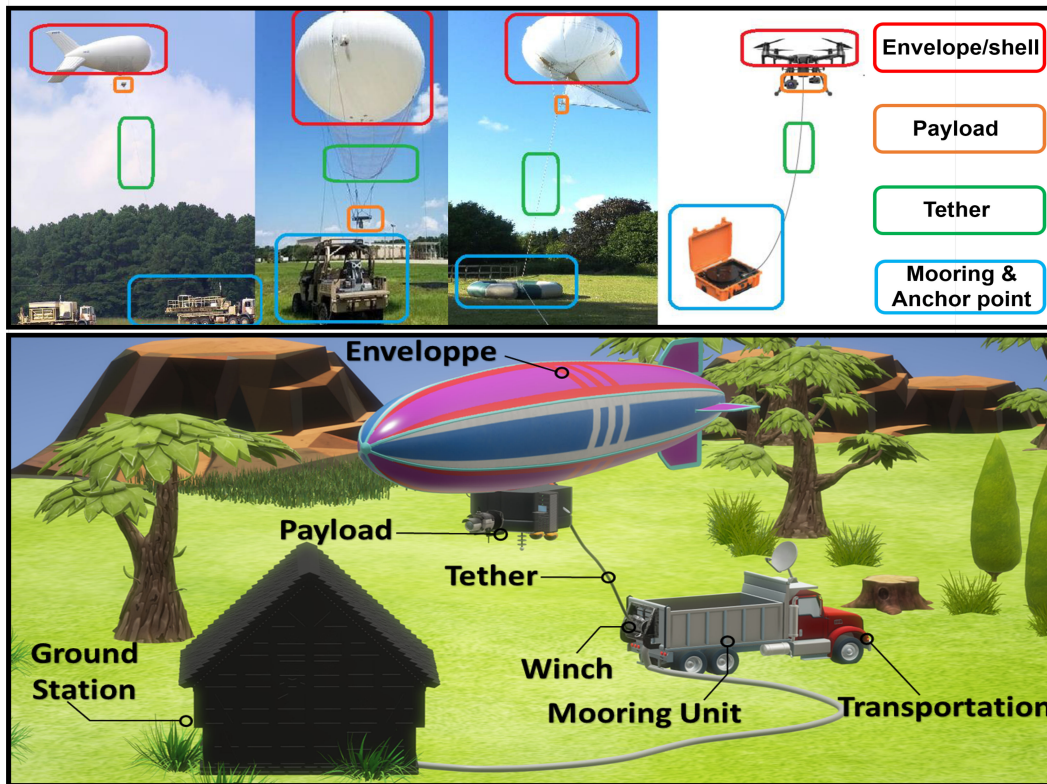 Envelope/shell
Payload
Tether
Mooring &
Anchor point
Enveloppe
Payload
Tether
Ground
Station
Winch
Mooring Unit
Transportation